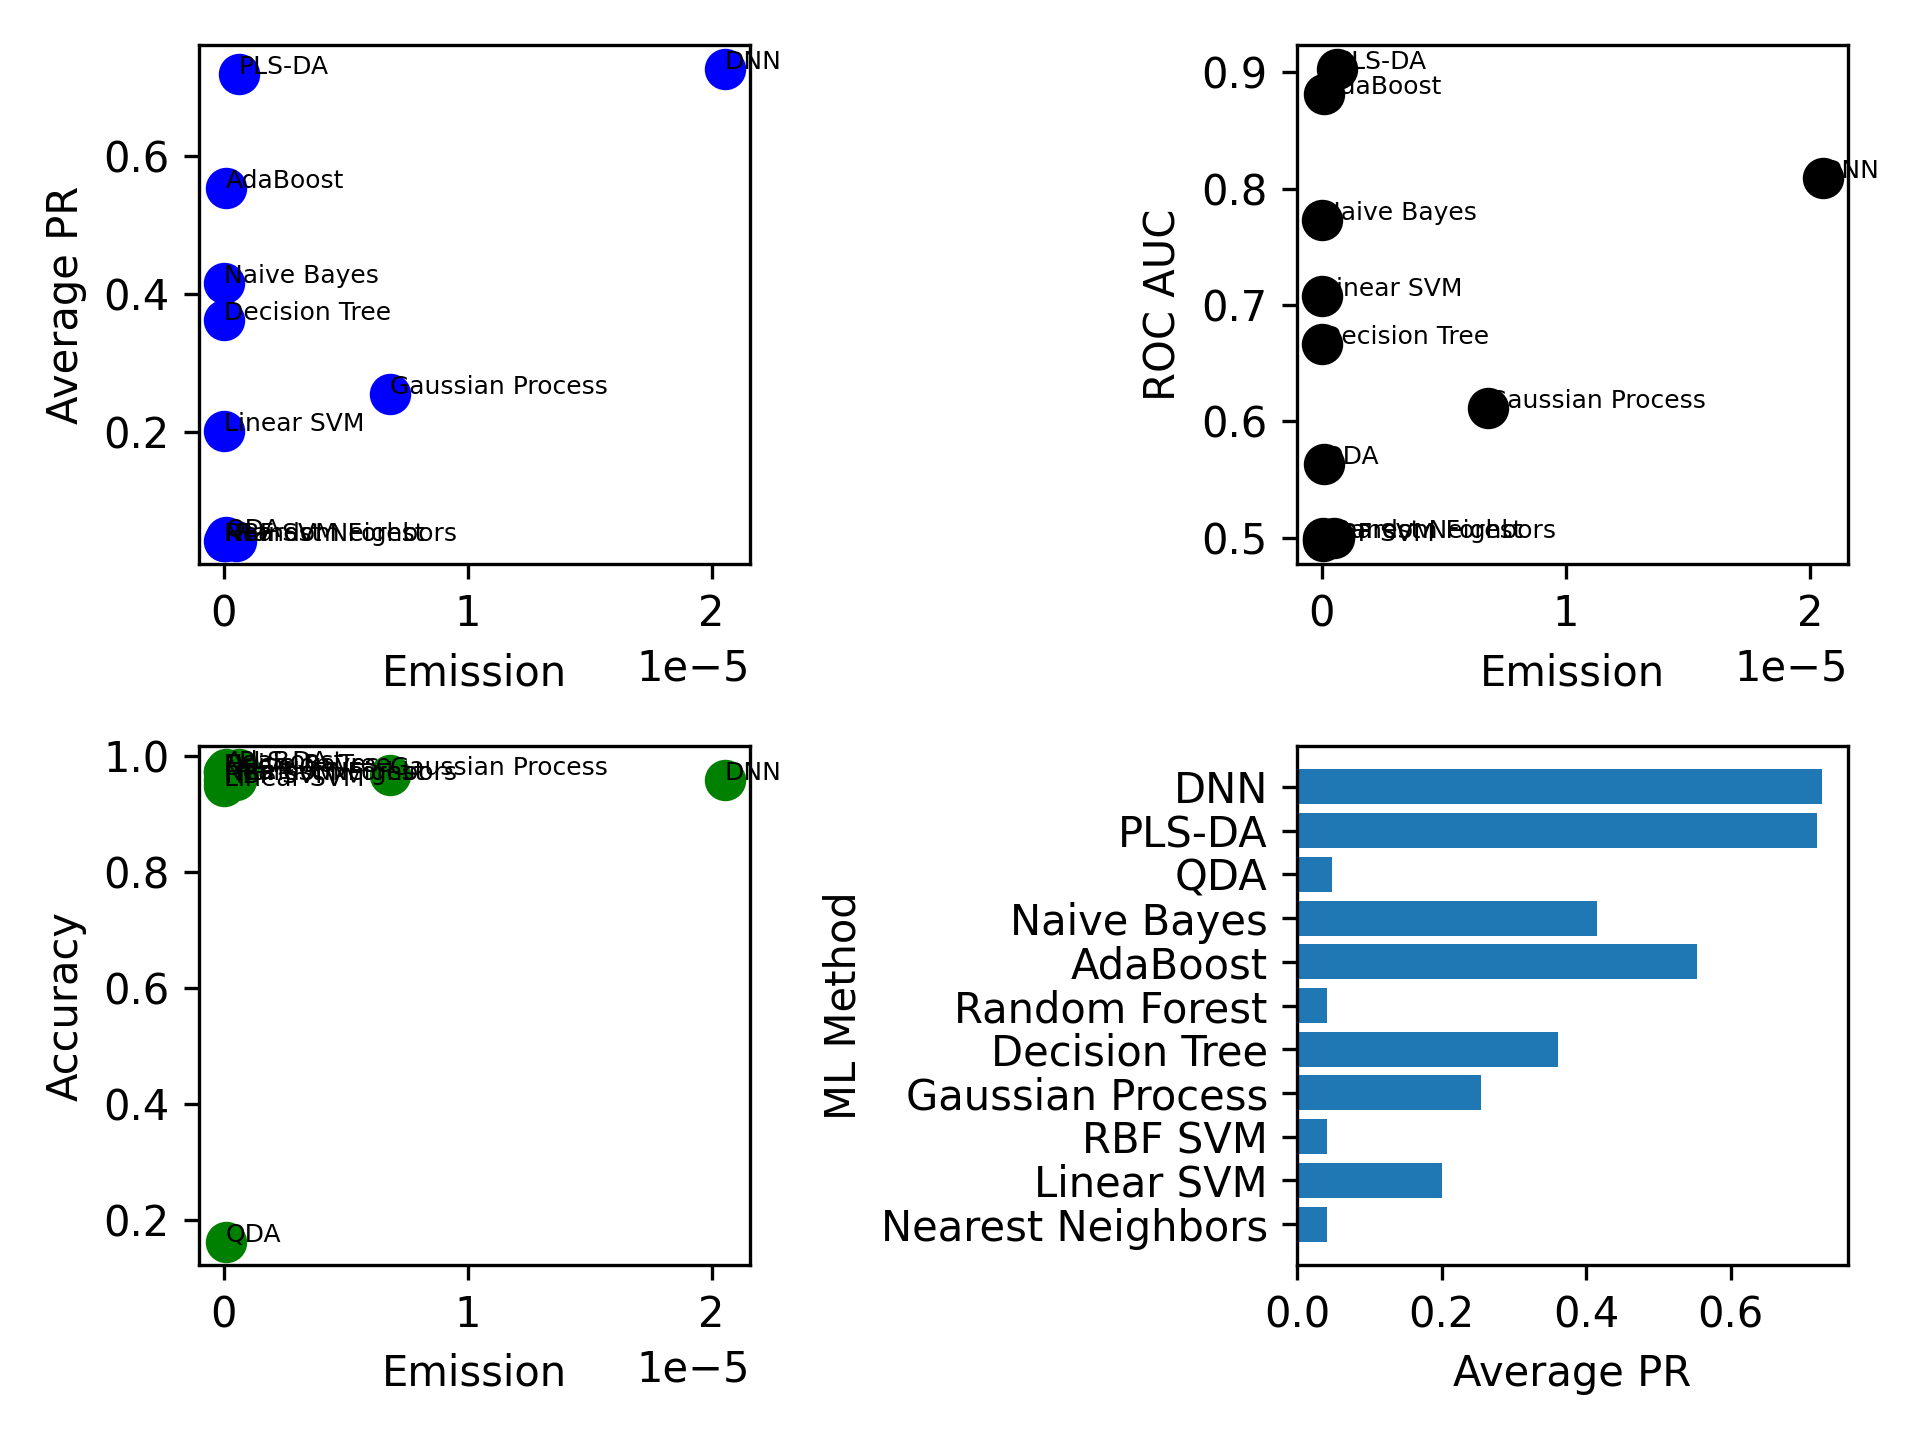 Average PR
0.6
0.4
0.2
PLS-DA
DNN
AdaBoost
Naive Bayes
Decision Tree
Gaussian Process
Linear SVM
QDA
0
1
2
Emission
1e−5
ROC AUC
0.9
0.8
0.7
0.6
0.5
LS-DA
daBoost
NN
aive Bayes
inear SVM
ecision Tree
aussian Process
DA
0
1
2
Emission
1e−5
Accuracy
1.0
0.8
0.6
0.4
0.2
Gaussian Process
DNN
Linear SVM
QDA
0
1
2
Emission
1e−5
ML Method
DNN
PLS-DA
QDA
Naive Bayes
AdaBoost
Random Forest
Decision Tree
Gaussian Process
RBF SVM
Linear SVM
Nearest Neighbors
0.0
0.2
0.4
0.6
Average PR